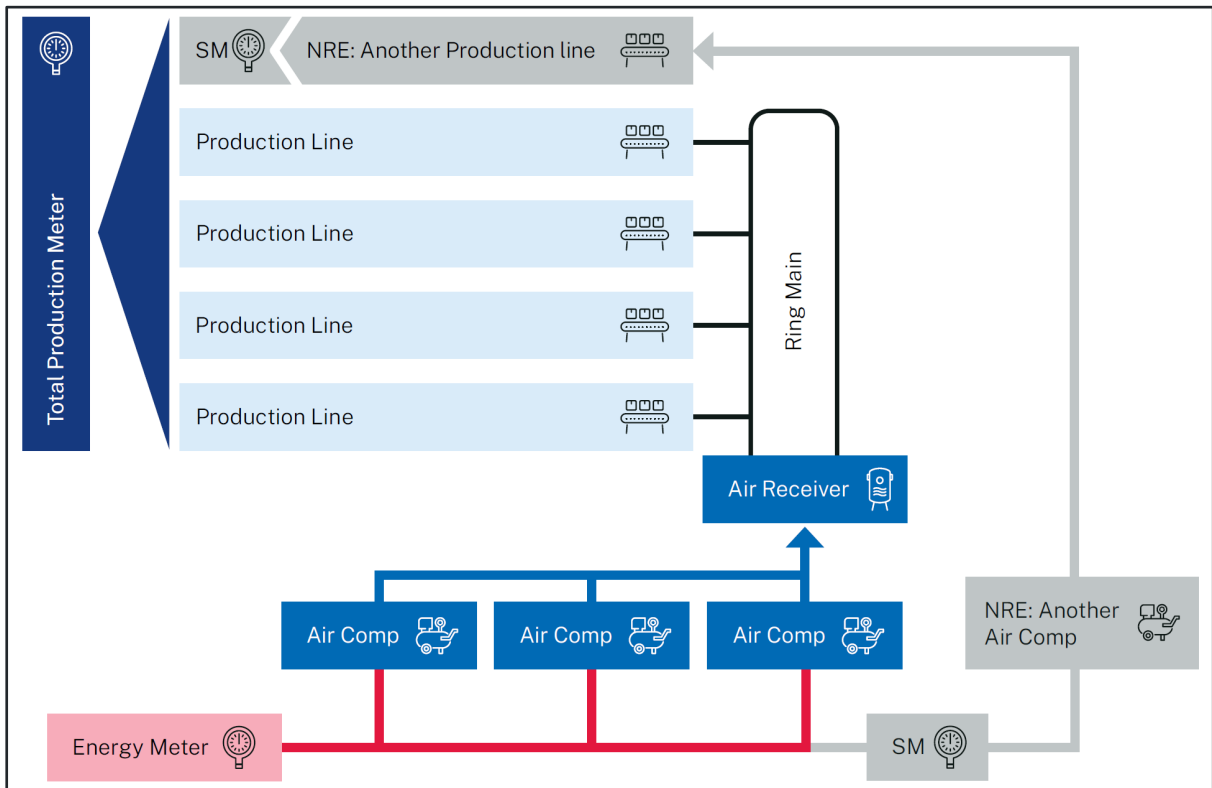 Total Production Meter
SM
NRE: Another Production line
Production Line
Production Line
Production Line
Production Line
Ring Main
Air Receiver
Air Comp
Air Comp
Air Comp
NRE: Another
Air Comp
Energy Meter
SM